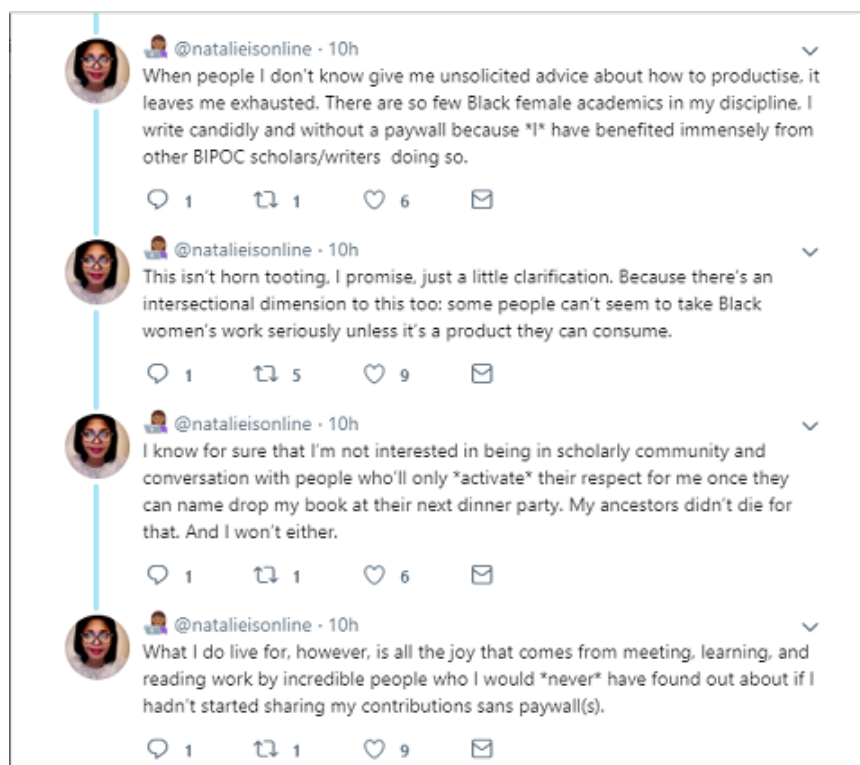 @natalieisonline · 10h
When people I don't know give me unsolicited advice about how to productise, it
leaves me exhausted. There are so few Black female academics in my discipline, I
write candidly and without a paywall because *I* have benefited immensely from
other BIPOC scholars/writers  doing so.
1 1 6
@natalieisonline · 10h
This isn't horn tooting, I promise, just a little clarification. Because there's an
intersectional dimension to this too: some people can't seem to take Black
women's work seriously unless it's a product they can consume.
1 5 9
@natalieisonline · 10h
I know for sure that I'm not interested in being in scholarly community and
conversation with people who'll only *activate* their respect for me once they
can name drop my book at their next dinner party. My ancestors didn't die for
that. And I won't either.
1 1 6
@natalieisonline · 10h
What I do live for, however, is all the joy that comes from meeting, learning, and
reading work by incredible people who I would *never* have found out about if I
hadn't started sharing my contributions sans paywall(s).
1 1 9